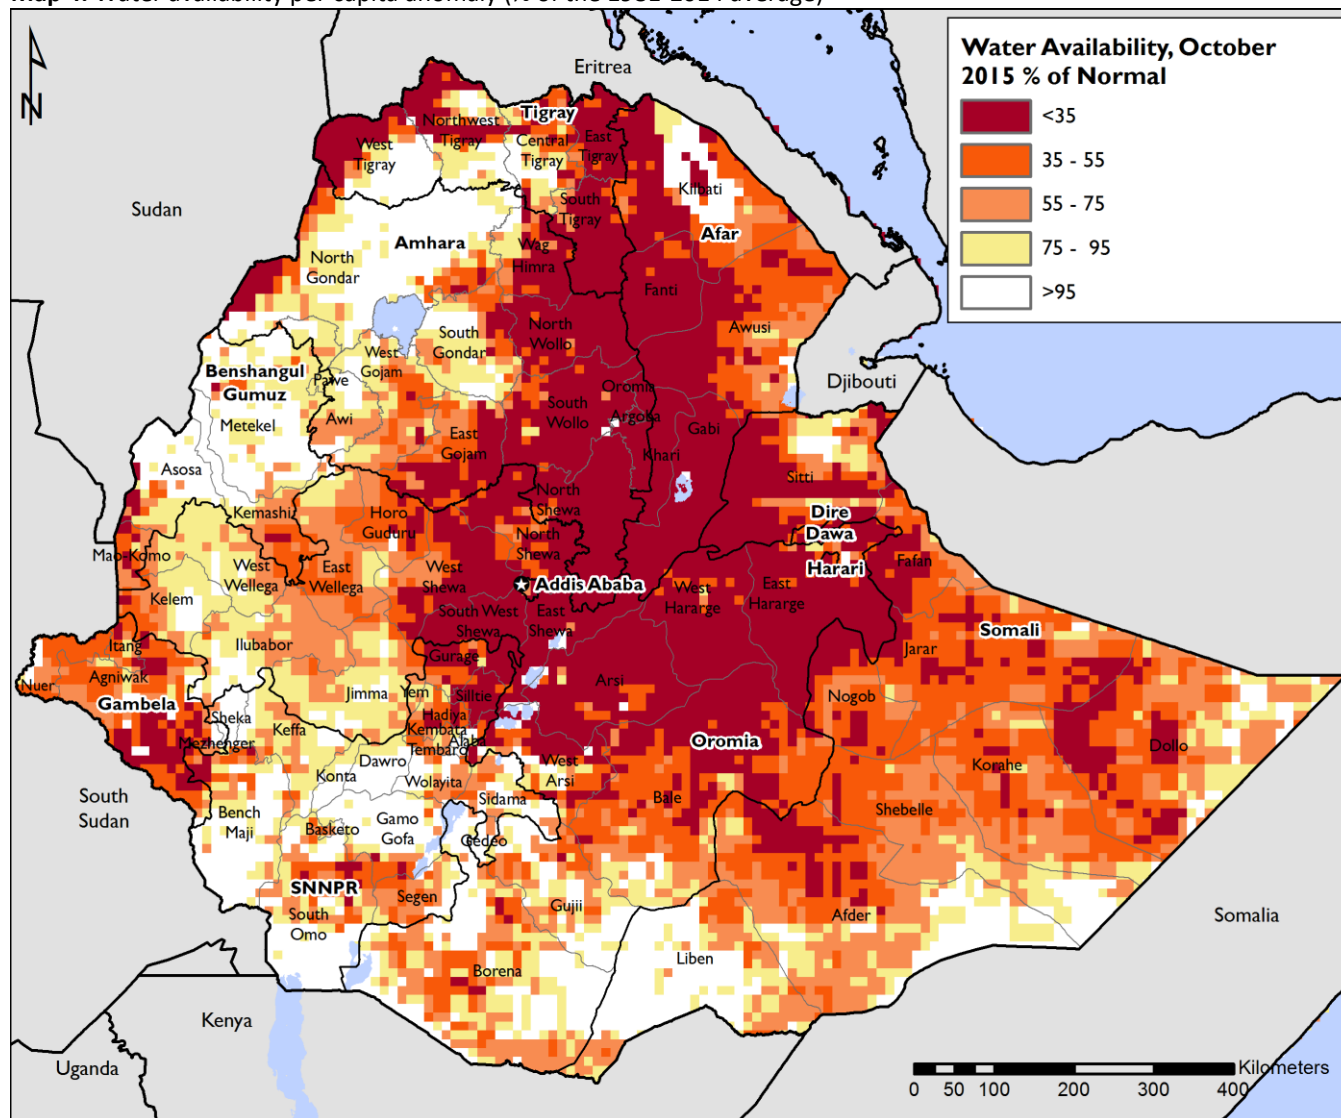 Water Availability, October
2015 % of Normal
<35
35 - 55
55 - 75
75 - 95
>95
N
Eritrea
Sudan
Djibouti
South
Sudan
Somalia
Kenya
Uganda
Tigray
Northwest
Tigray
West
Tigray
Central
Tigray
East
Tigray
South
Tigray
Kilbati
Afar
Amhara
Wag
Himra
North
Gondar
Fanti
Awusi
North
Wollo
South
Gondar
West
Gojam
Benshangul
Gumuz
Pawe
Metekel
Awi
Oromia
Argoba
South
Wollo
Gabi
East
Gojam
Khari
Asosa
Sitti
Kemashi
Horo
Guduru
North
Shewa
North
Shewa
Dire
Dawa
Harari
Fafan
Mao-Komo
West
Wellega
East
Wellega
West
Shewa
Addis Ababa
West
Hararge
East
Hararge
Kelem
South West
Shewa
East
Shewa
Somali
Itang
Ilubabor
Gurage
Jarar
Nuer
Agniwak
Gambela
Jimma
Yem
Silltie
Arsi
Nogob
Sheka
Hadiya
Mezhenger
Keffa
Kembata
Tembaro
Alaba
Oromia
Dollo
Dawro
West
Arsi
Korahe
Konta
Wolayita
Sidama
Bale
Shebelle
Bench
Maji
Basketo
Gamo
Gofa
Gedeo
SNNPR
Segen
Gujii
Afder
South
Omo
Liben
Borena
Kilometers
0 50 100 200 300 400